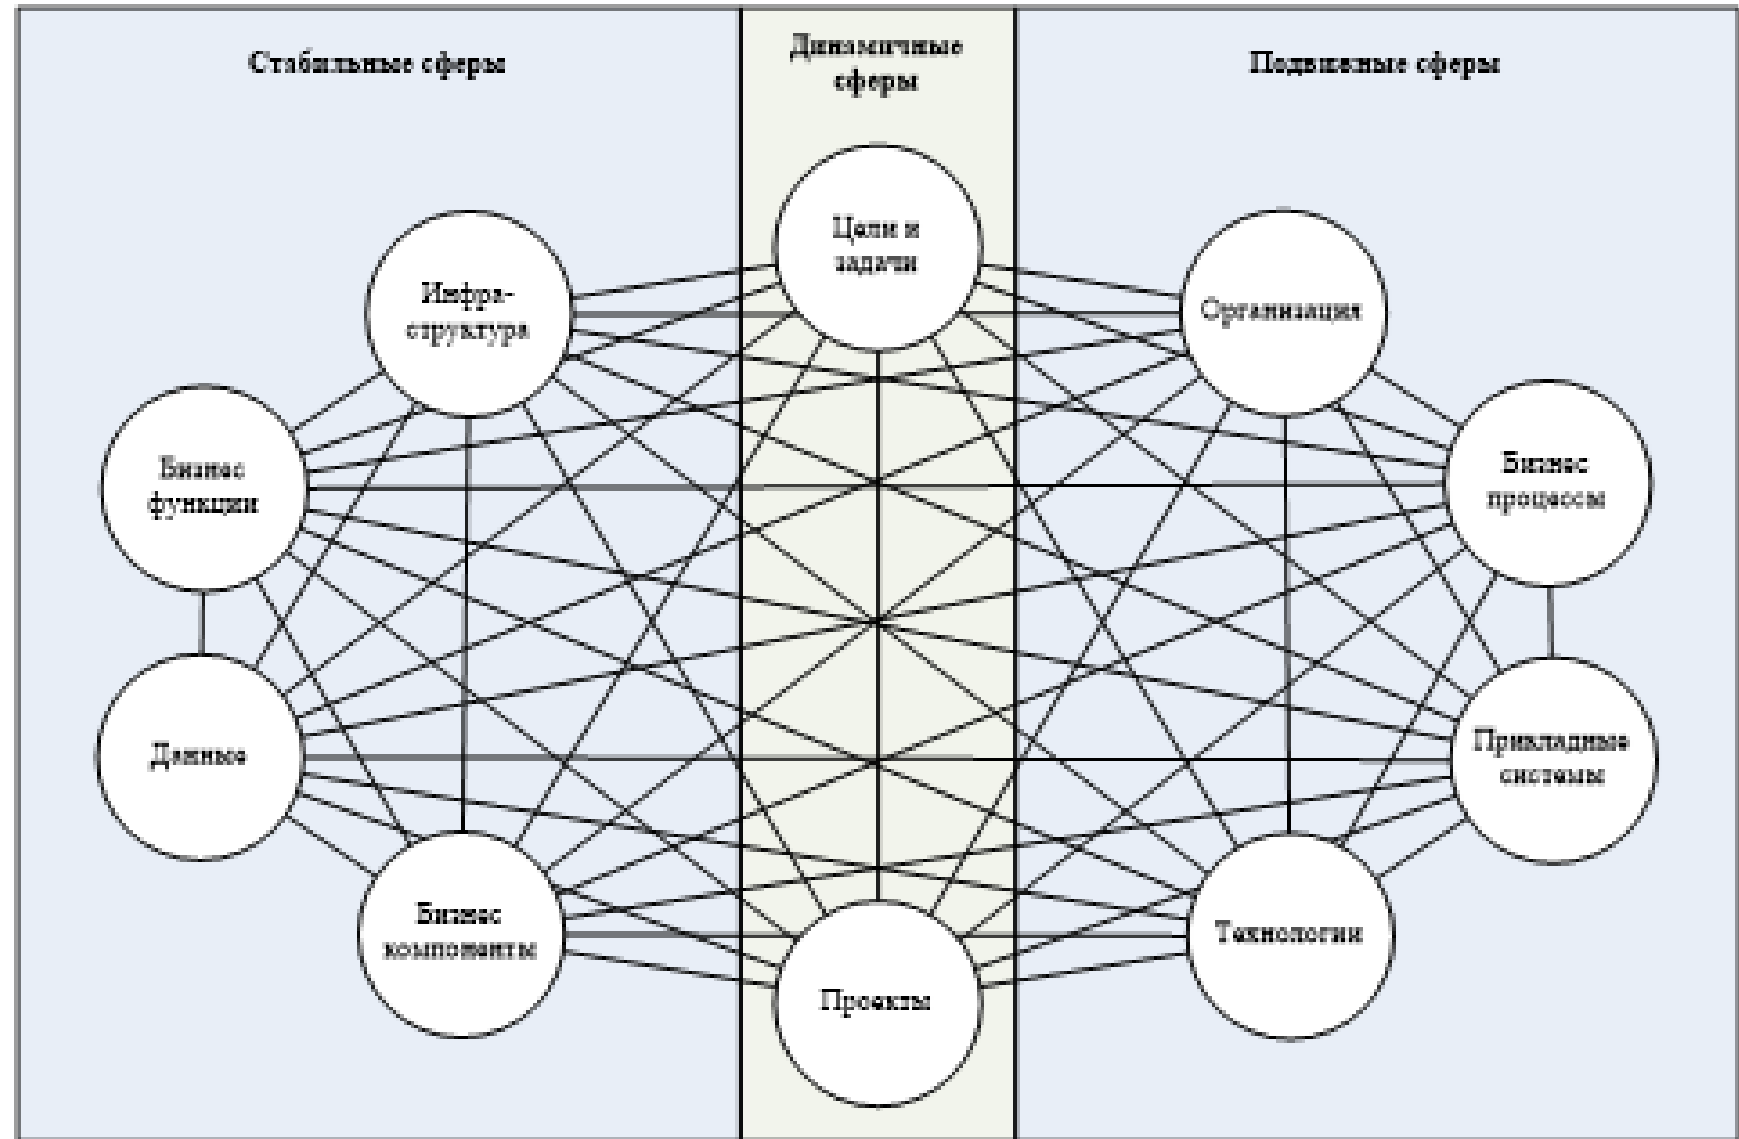 Стабильные сферы
Динамичные
сферы
Подвижные сферы
Цели и
задачи
Инфра-
структура
Организация
Бизнес
функции
Бизнес
процессы
Данные
Прикладные
системы
Бизнес
компоненты
Технологии
Проекты